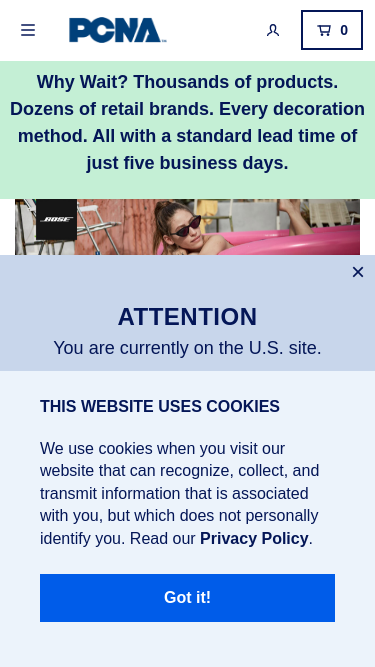 PCNA
0
Why Wait? Thousands of products.
Dozens of retail brands. Every decoration
method. All with a standard lead time of
just five business days.
BOSE
×
ATTENTION
You are currently on the U.S. site.
THIS WEBSITE USES COOKIES
We use cookies when you visit our
website that can recognize, collect, and
transmit information that is associated
with you, but which does not personally
identify you. Read our Privacy Policy.
Got it!